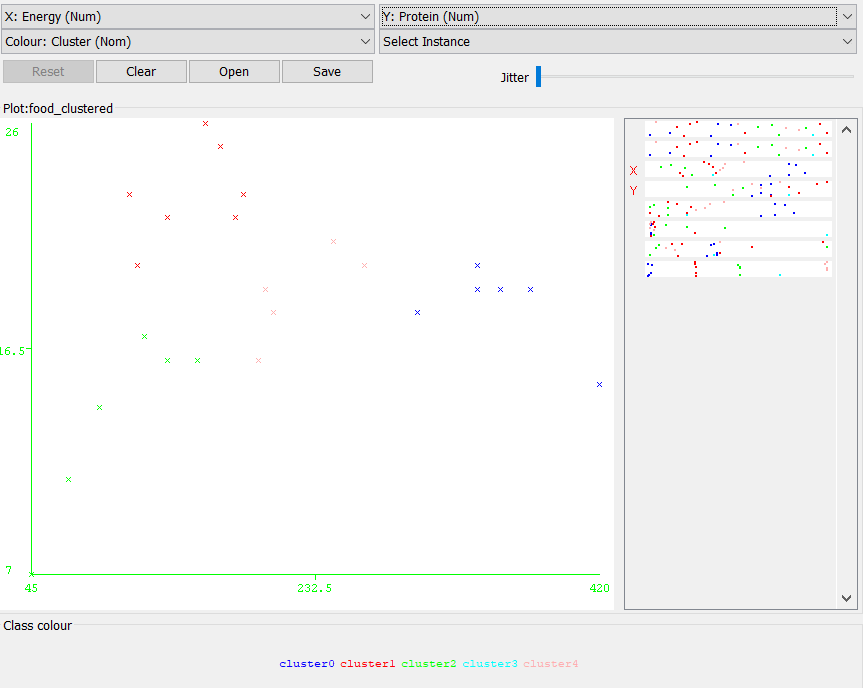 X: Energy (Num) Y: Protein (Num)
Colour: Cluster (Nom) Select Instance
Reset Clear Open Save Jitter
Plot:food_clustered
26
X
Y
16.5
7
45 232.5 420
Class colour
cluster0 cluster1 cluster2 cluster3 cluster4